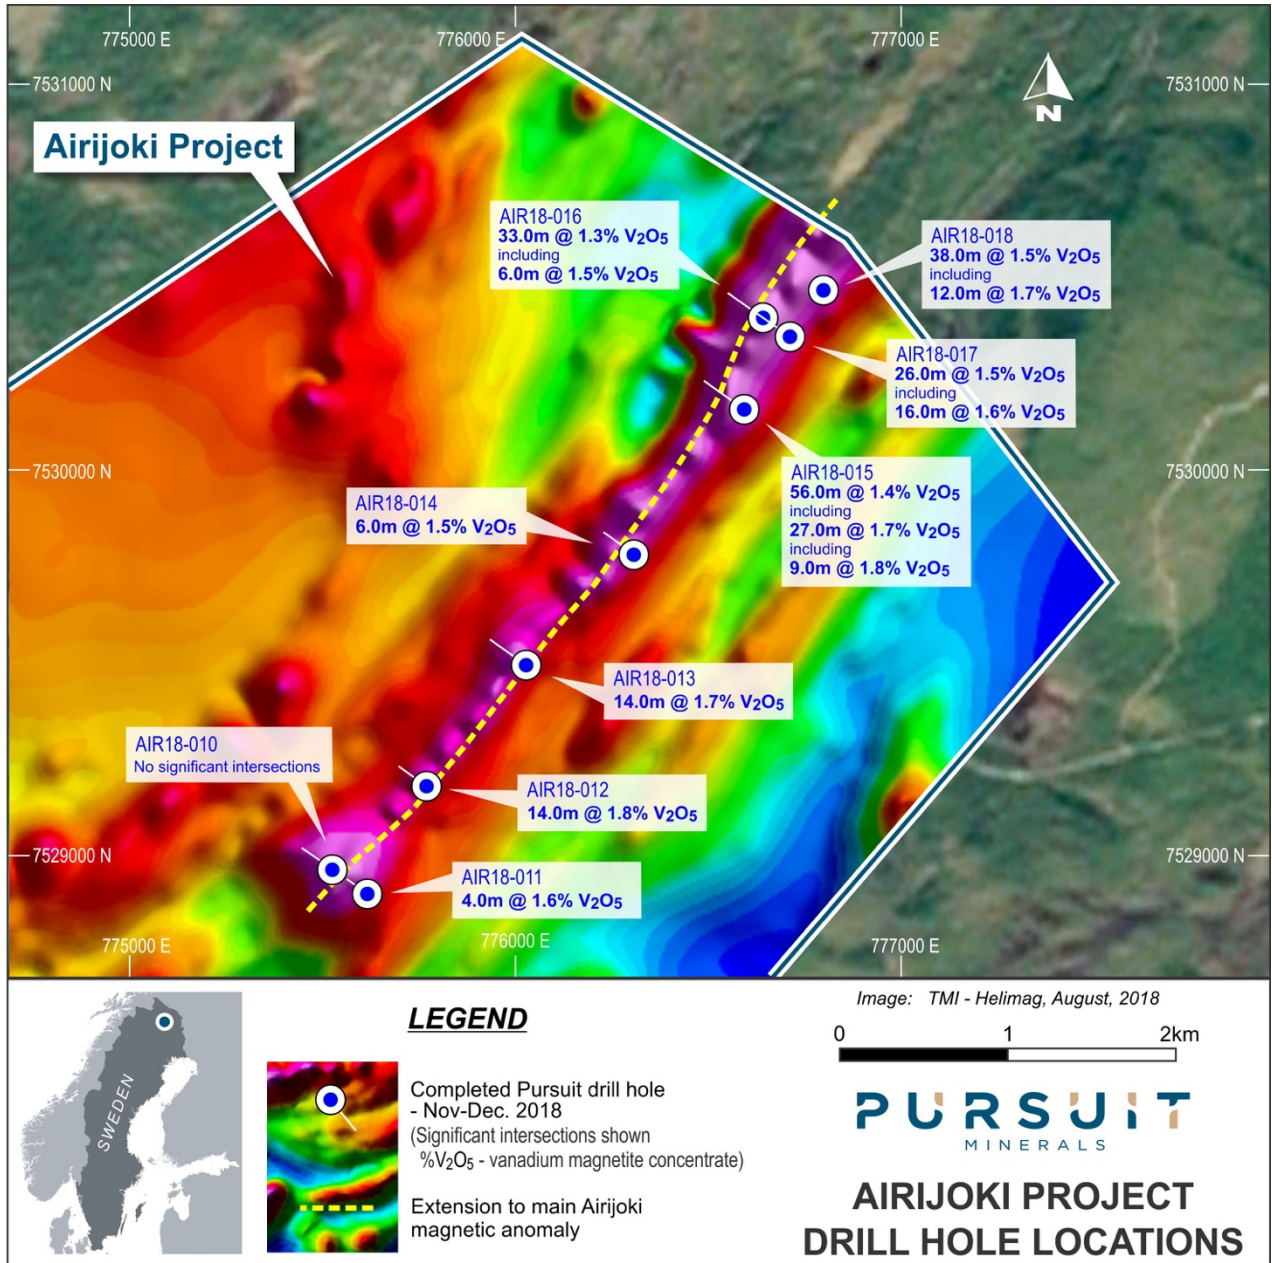 775000 E
776000 E
777000 E
7531000 N
7531000 N
N
Airijoki Project
AIR18-016
33.0m @ 1.3% V₂O₅
including
6.0m @ 1.5% V₂O₅
AIR18-018
38.0m @ 1.5% V₂O₅
including
12.0m @ 1.7% V₂O₅
AIR18-017
26.0m @ 1.5% V₂O₅
including
16.0m @ 1.6% V₂O₅
7530000 N
7530000 N
AIR18-015
56.0m @ 1.4% V₂O₅
including
27.0m @ 1.7% V₂O₅
including
9.0m @ 1.8% V₂O₅
AIR18-014
6.0m @ 1.5% V₂O₅
AIR18-013
14.0m @ 1.7% V₂O₅
AIR18-010
No significant intersections
AIR18-012
14.0m @ 1.8% V₂O₅
7529000 N
7529000 N
AIR18-011
4.0m @ 1.6% V₂O₅
775000 E
776000 E
777000 E
SWEDEN
LEGEND
Completed Pursuit drill hole
- Nov-Dec. 2018
(Significant intersections shown
%V₂O₅ - vanadium magnetite concentrate)
Extension to main Airijoki
magnetic anomaly
Image: TMI - Helimag, August, 2018
0 1 2km
PURSUIT
MINERALS
AIRIJOKI PROJECT
DRILL HOLE LOCATIONS